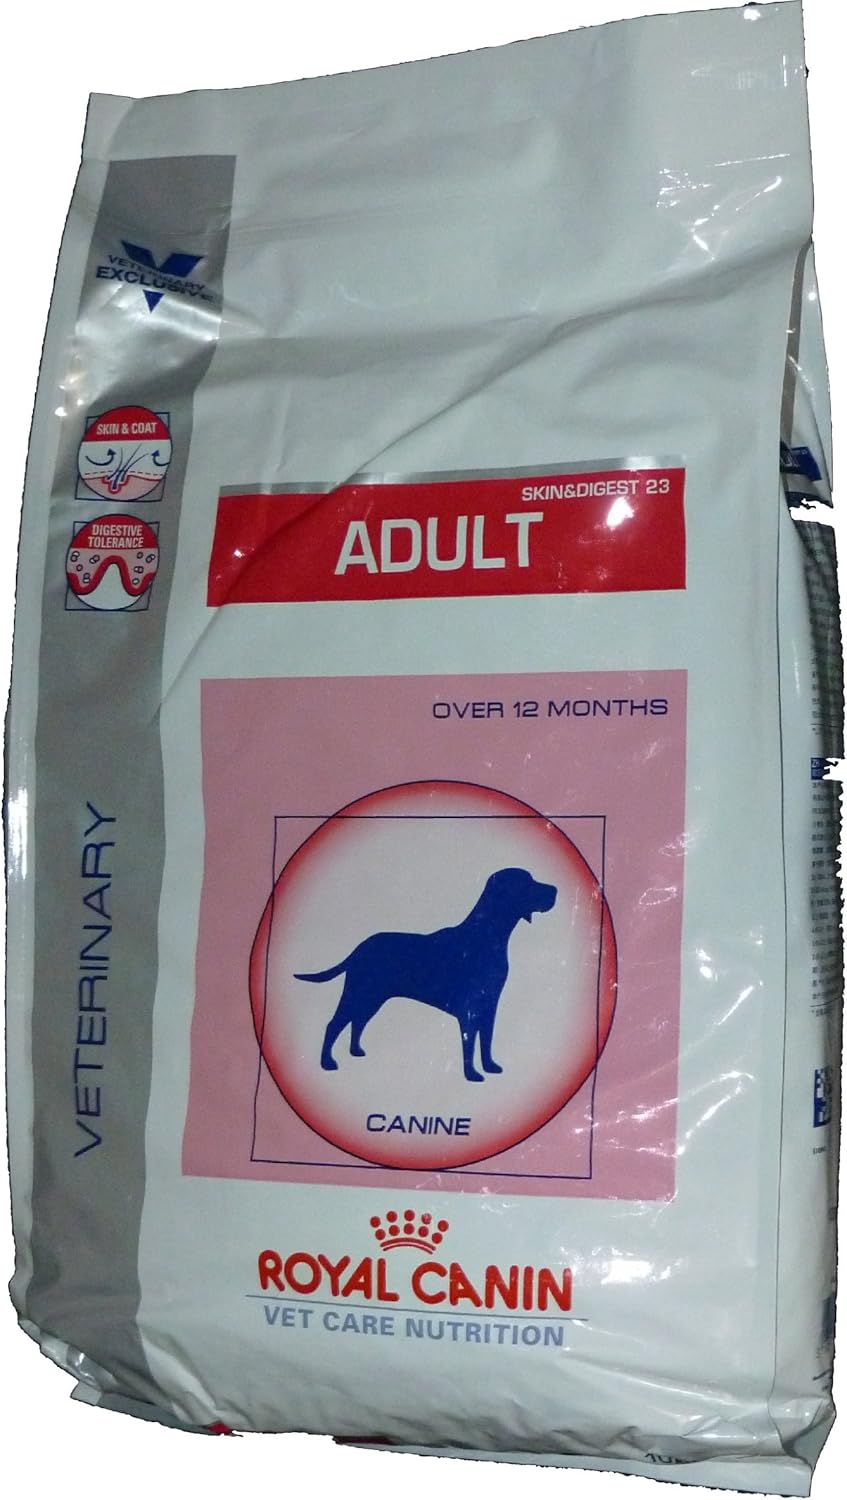 VETERINARY
EXCLUSIVE
SKIN & COAT
DIGESTIVE
TOLERANCE
SKIN&DIGEST 23
ADULT
OVER 12 MONTHS
CANINE
VETERINARY
ROYAL CANIN
VET CARE NUTRITION